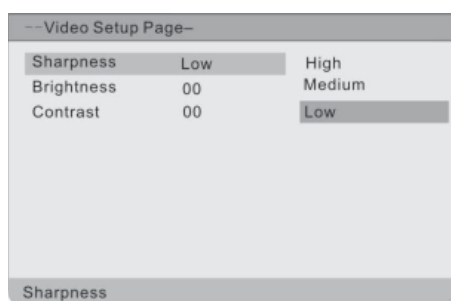 --Video Setup Page–
Sharpness Low High
Brightness 00 Medium
Contrast 00 Low
Sharpness